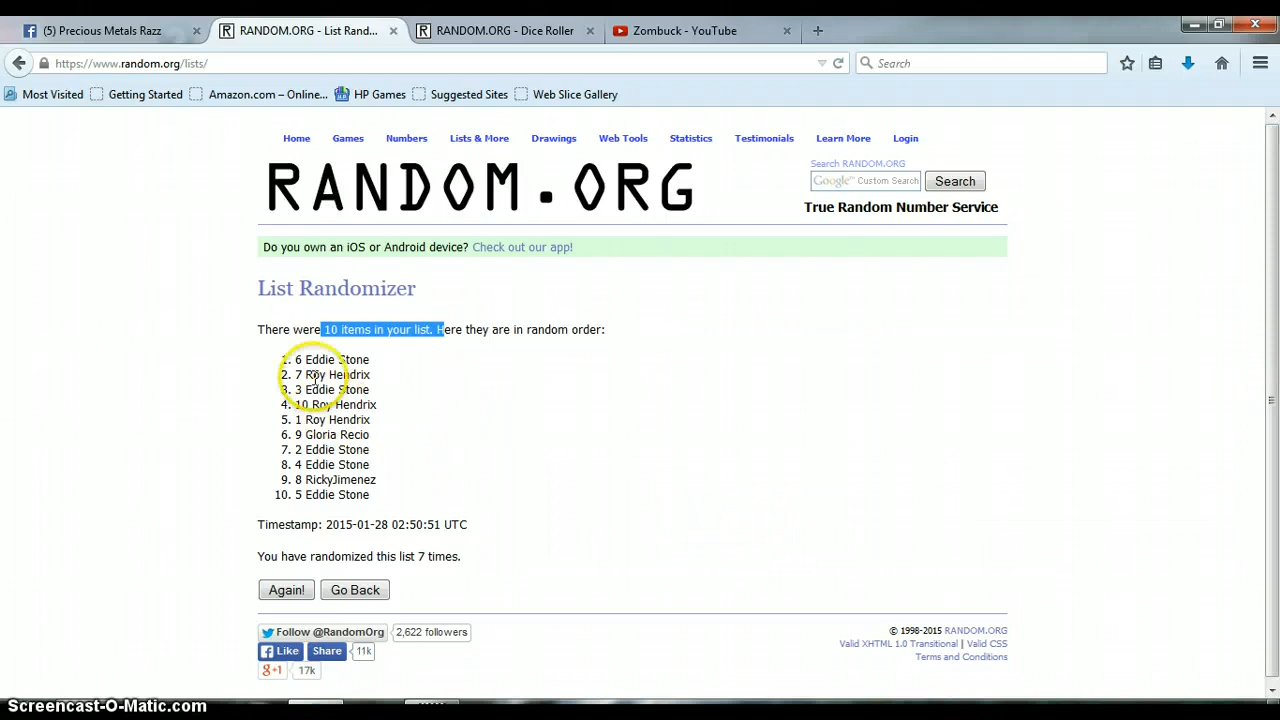 (5) Precious Metals Razz
RANDOM.ORG - List Rand...
RANDOM.ORG - Dice Roller
Zombuck - YouTube
https://www.random.org/lists/
Search
Most Visited
Getting Started
Amazon.com – Online...
HP Games
Suggested Sites
Web Slice Gallery
Home
Games
Numbers
Lists & More
Drawings
Web Tools
Statistics
Testimonials
Learn More
Login
RANDOM.ORG
Search RANDOM.ORG
Google™ Custom Search
Search
True Random Number Service
Do you own an iOS or Android device? Check out our app!
List Randomizer
There were 10 items in your list. Here they are in random order:
1. 6 Eddie Stone
2. 7 Roy Hendrix
3. 3 Eddie Stone
4. 10 Roy Hendrix
5. 1 Roy Hendrix
6. 9 Gloria Recio
7. 2 Eddie Stone
8. 4 Eddie Stone
9. 8 RickyJimenez
10. 5 Eddie Stone
Timestamp: 2015-01-28 02:50:51 UTC
You have randomized this list 7 times.
Again!
Go Back
Follow @RandomOrg
2,622 followers
Like
Share
11k
g+1
17k
© 1998-2015 RANDOM.ORG
Valid XHTML 1.0 Transitional | Valid CSS
Terms and Conditions
Screencast-O-Matic.com